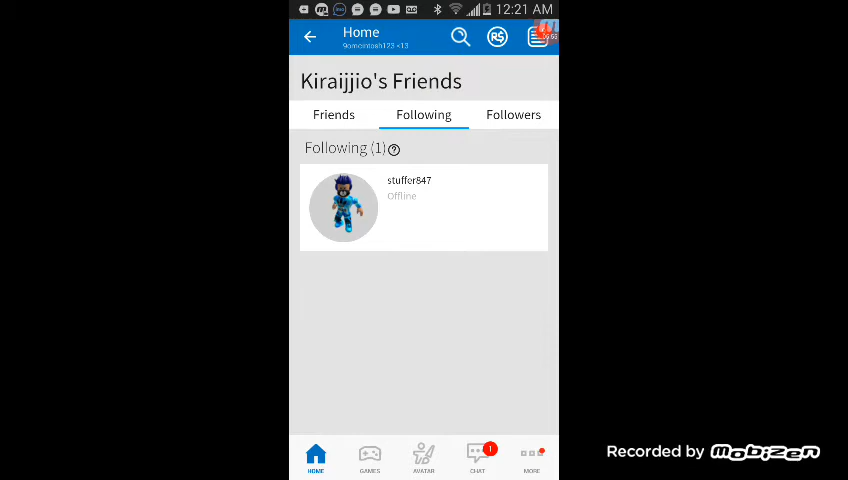 12:21 AM
Home
R$
Kiraijjio's Friends
Friends Following Followers
Following (1)
stuffer847
Offline
HOME GAMES AVATAR CHAT 1 MORE
Recorded by Mobizen